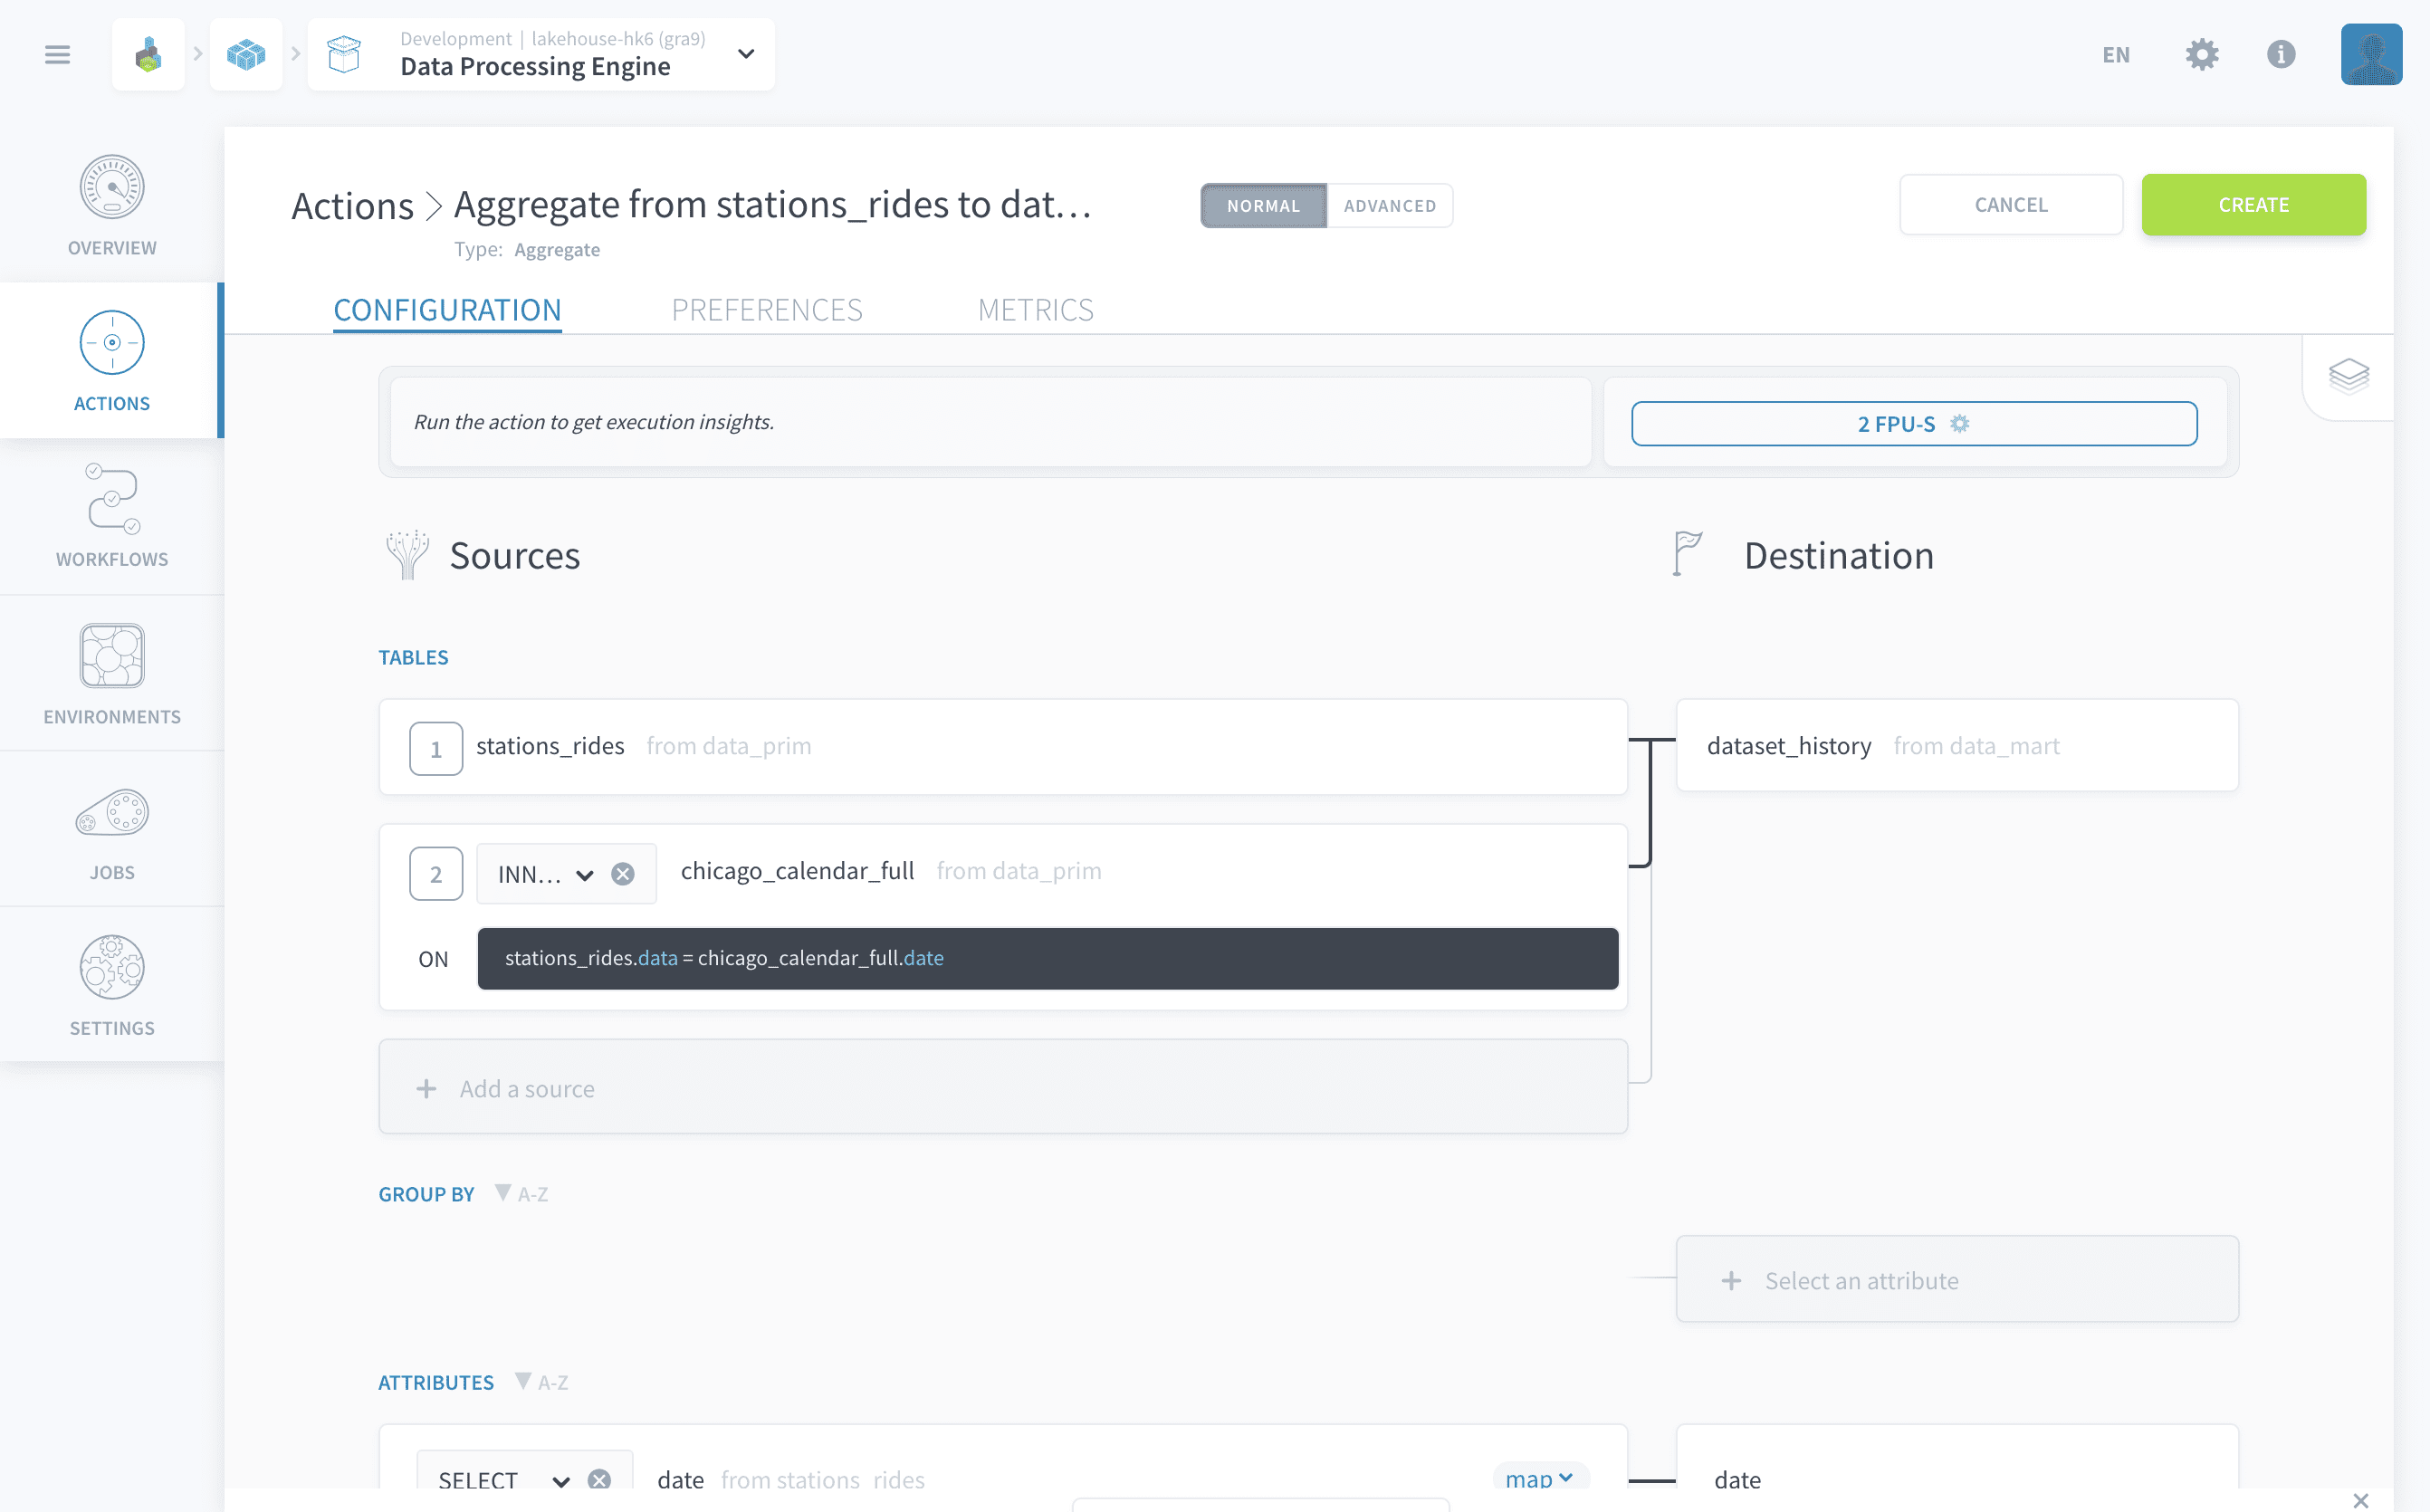 Development | lakehouse-hk6 (gra9)
Data Processing Engine
EN
OVERVIEW
ACTIONS
WORKFLOWS
ENVIRONMENTS
JOBS
SETTINGS
Actions > Aggregate from stations_rides to dat…
Type: Aggregate
NORMAL ADVANCED
CANCEL CREATE
CONFIGURATION PREFERENCES METRICS
Run the action to get execution insights.
2 FPU-S
Sources
Destination
TABLES
1 stations_rides from data_prim
dataset_history from data_mart
2 INN… chicago_calendar_full from data_prim
ON stations_rides.data = chicago_calendar_full.date
+ Add a source
GROUP BY A-Z
+ Select an attribute
ATTRIBUTES A-Z
SELECT date from stations_rides map
date